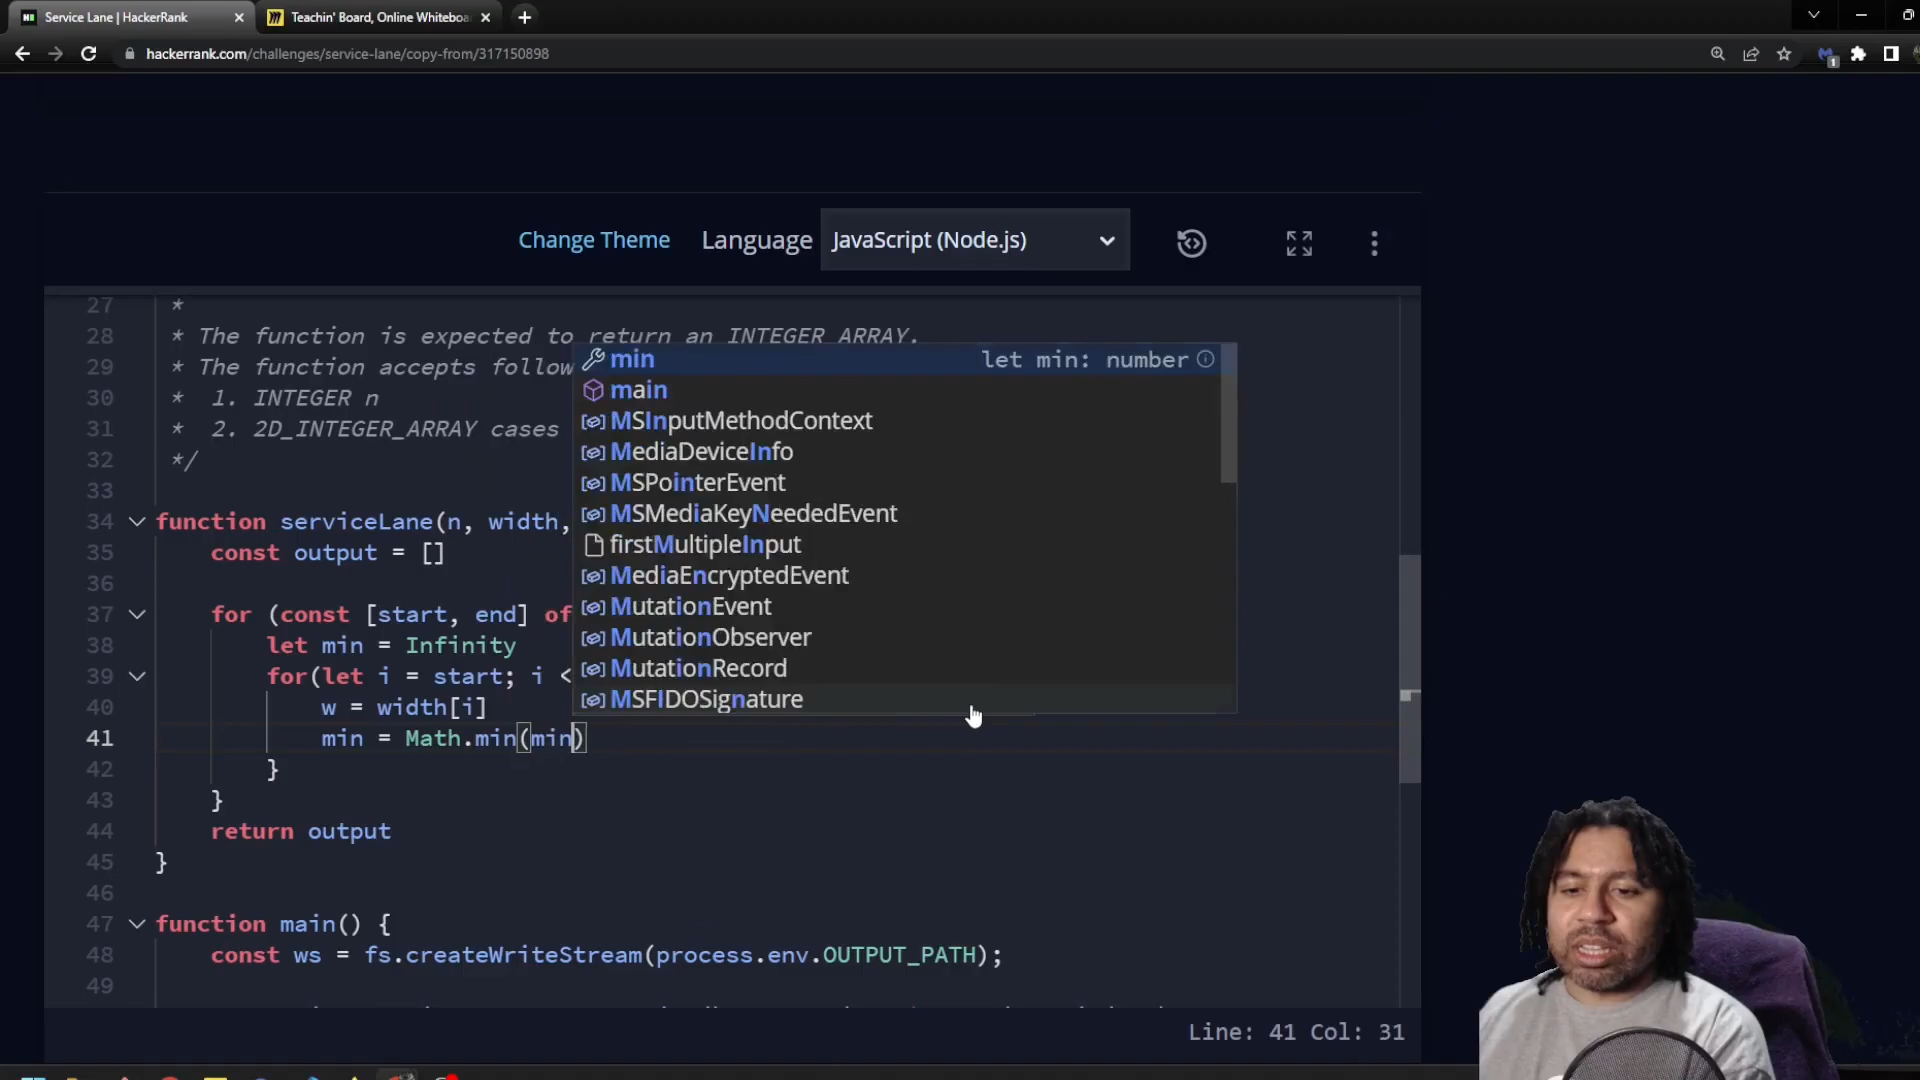 Service Lane | HackerRank
Teachin' Board, Online Whiteboa
hackerrank.com/challenges/service-lane/copy-from/317150898
1
Change Theme Language JavaScript (Node.js)
27 *
28 * The function is expected to return an INTEGER_ARRAY.
29 * The function accepts follow
30 * 1. INTEGER n
31 * 2. 2D_INTEGER_ARRAY cases
32 */
33
34 function serviceLane(n, width,
35 const output = []
36
37 for (const [start, end] of
38 let min = Infinity
39 for(let i = start; i <
40 w = width[i]
41 min = Math.min(min)
42 }
43 }
44 return output
45 }
46
47 function main() {
48 const ws = fs.createWriteStream(process.env.OUTPUT_PATH);
49
min let min: number
main
MSInputMethodContext
MediaDeviceInfo
MSPointerEvent
MSMediaKeyNeededEvent
firstMultipleInput
MediaEncryptedEvent
MutationEvent
MutationObserver
MutationRecord
MSFIDOSignature
Line: 41 Col: 31